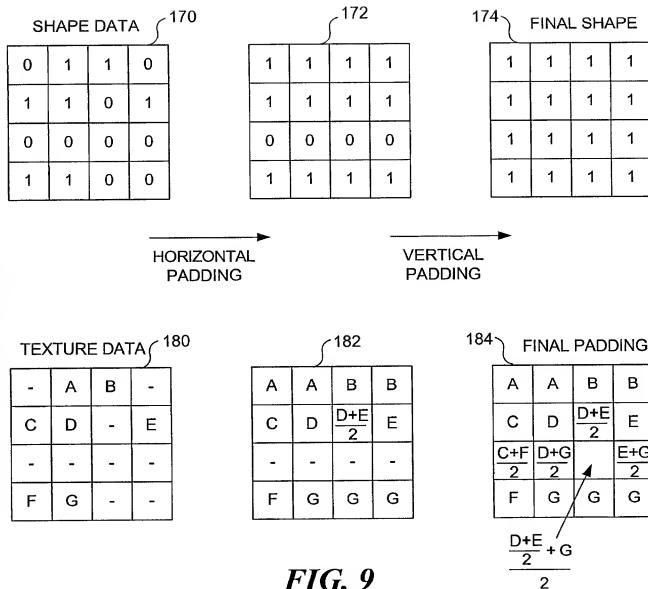 SHAPE DATA 170 172 174 FINAL SHAPE
0 1 1 0 1 1 1 1 1 1 1 1
1 1 0 1 1 1 1 1 1 1 1 1
0 0 0 0 0 0 0 0 1 1 1 1
1 1 0 0 1 1 1 1 1 1 1 1
HORIZONTAL VERTICAL
PADDING PADDING
TEXTURE DATA 180 182 184 FINAL PADDING
- A B - A A B B A A B B
C D - E C D D+E/2 E C D D+E/2 E
- - - - - - - - C+F/2 D+G/2 E+G/2
F G - - F G G G F G G G
D+E/2 + G
2
FIG. 9